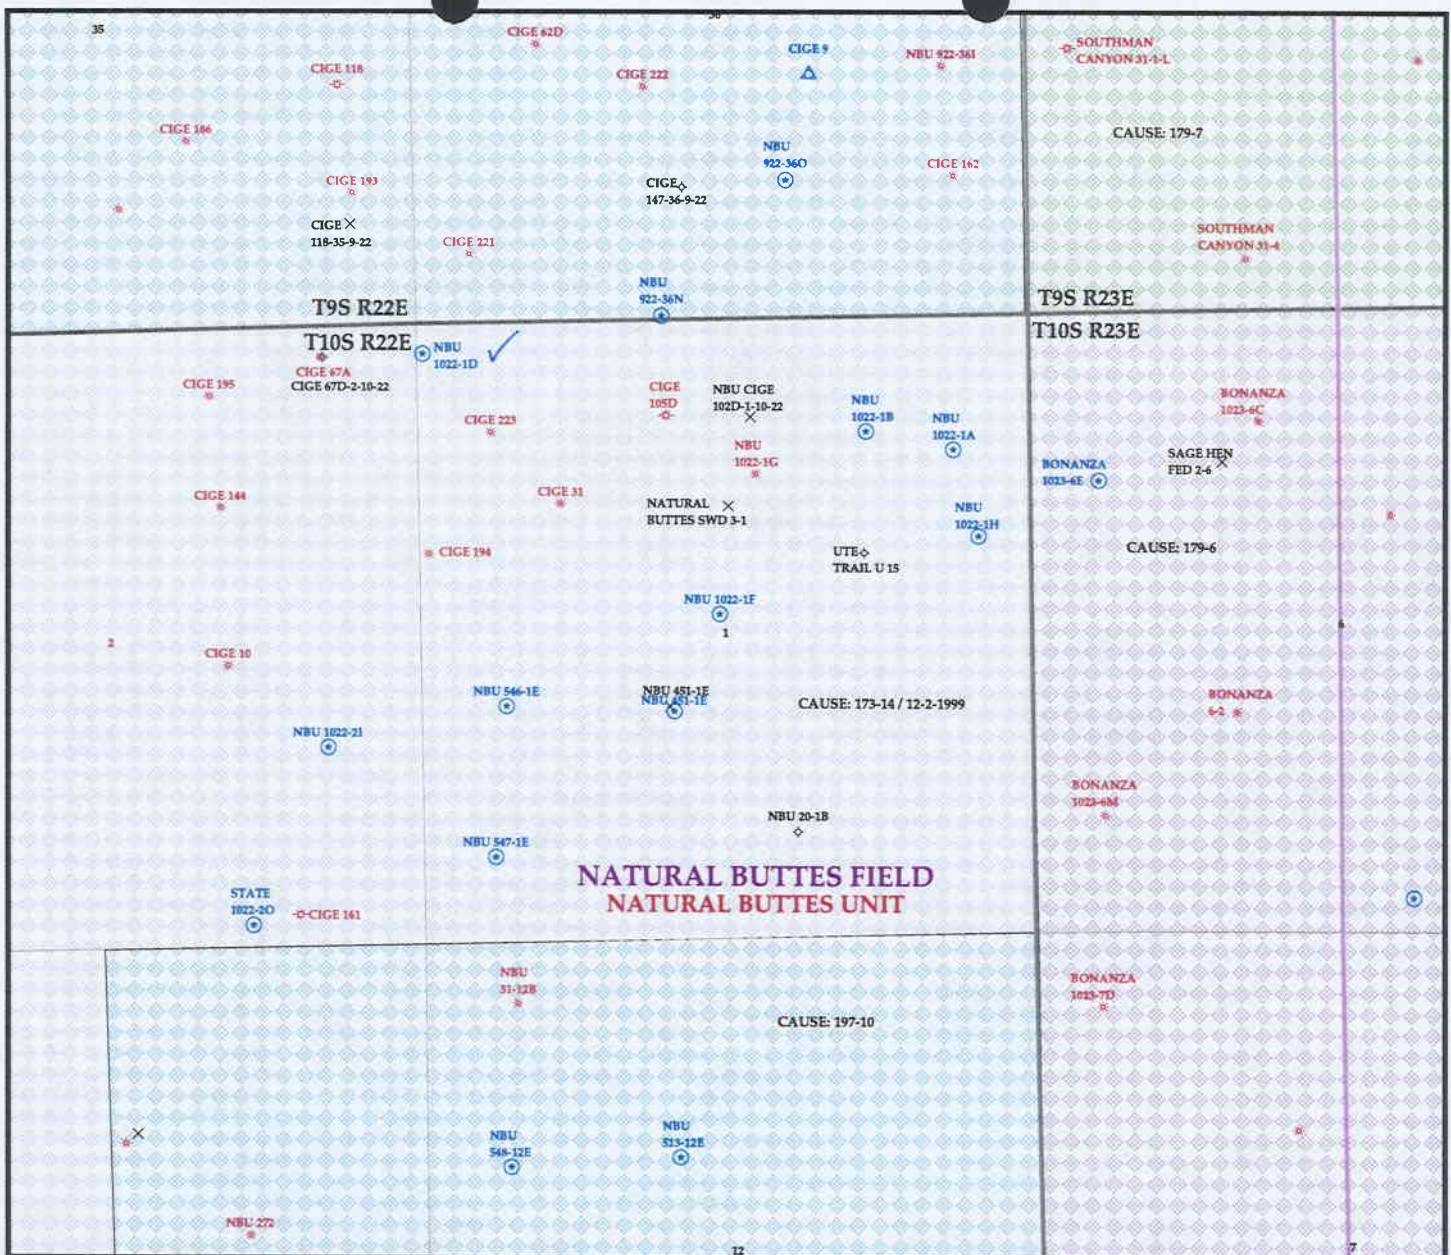 35
36
CIGE 62D
CIGE 9
NBU 922-36I
SOUTHMAN
CANYON 31-1-L
CIGE 118
CIGE 222
CIGE 186
CAUSE: 179-7
NBU
922-36O
CIGE 162
CIGE 193
CIGE
147-36-9-22
CIGE
118-35-9-22
CIGE 221
SOUTHMAN
CANYON 31-4
NBU
922-36N
T9S R22E
T9S R23E
T10S R22E
T10S R23E
NBU
1022-1D
CIGE 67A
CIGE 67D-2-10-22
CIGE 195
CIGE
105D
NBU CIGE
102D-1-10-22
NBU
1022-1B
NBU
1022-1A
BONANZA
1023-6C
CIGE 223
NBU
1022-1G
SAGE HEN
FED 2-6
BONANZA
1023-6E
CIGE 144
CIGE 31
NATURAL
BUTTES SWD 3-1
NBU
1022-1H
CIGE 194
UTE
TRAIL U 15
CAUSE: 179-6
NBU 1022-1F
1
2
6
CIGE 10
NBU 546-1E
NBU 451-1E
NBU 451-1E
CAUSE: 173-14 / 12-2-1999
BONANZA
6-2
NBU 1022-2I
BONANZA
1023-6M
NBU 20-1B
NBU 547-1E
NATURAL BUTTES FIELD
NATURAL BUTTES UNIT
STATE
1022-2O
CIGE 161
NBU
31-12B
BONANZA
1023-7D
CAUSE: 197-10
NBU
548-12E
NBU
513-12E
NBU 272
12
7